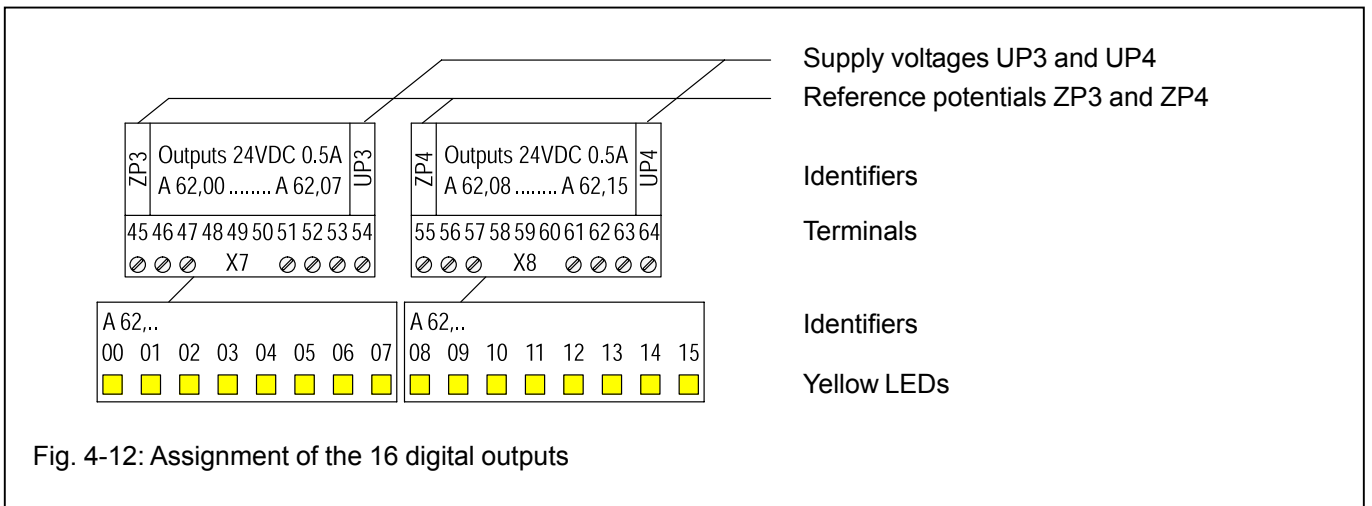 Supply voltages UP3 and UP4
Reference potentials ZP3 and ZP4
ZP3
Outputs 24VDC 0.5A
A 62,00 ........ A 62,07
UP3
ZP4
Outputs 24VDC 0.5A
A 62,08 ........ A 62,15
UP4
Identifiers
45 46 47 48 49 50 51 52 53 54
55 56 57 58 59 60 61 62 63 64
Terminals
X7
X8
A 62,..
A 62,..
Identifiers
00 01 02 03 04 05 06 07
08 09 10 11 12 13 14 15
Yellow LEDs
Fig. 4-12: Assignment of the 16 digital outputs